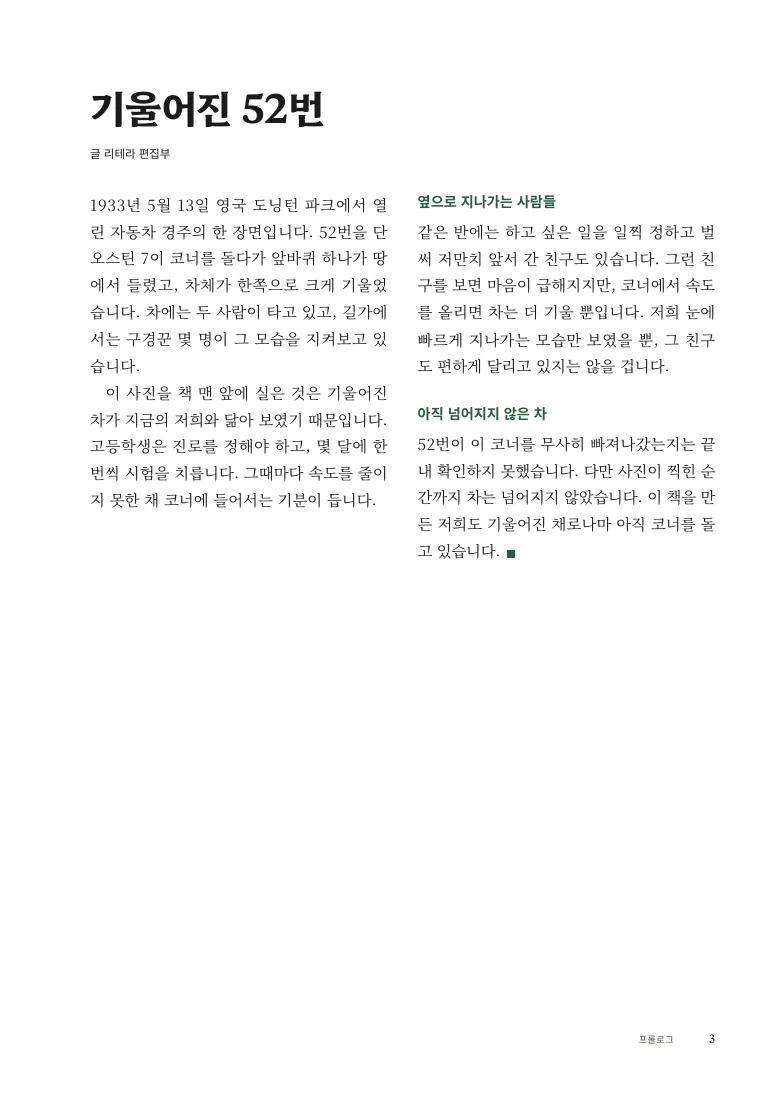 기울어진 52번
글 리테라 편집부
1933년 5월 13일 영국 도닝턴 파크에서 열
린 자동차 경주의 한 장면입니다. 52번을 단
오스틴 7이 코너를 돌다가 앞바퀴 하나가 땅
에서 들렸고, 차체가 한쪽으로 크게 기울었
습니다. 차에는 두 사람이 타고 있고, 길가에
서는 구경꾼 몇 명이 그 모습을 지켜보고 있
습니다.
이 사진을 책 맨 앞에 실은 것은 기울어진
차가 지금의 저희와 닮아 보였기 때문입니다.
고등학생은 진로를 정해야 하고, 몇 달에 한
번씩 시험을 치릅니다. 그때마다 속도를 줄이
지 못한 채 코너에 들어서는 기분이 듭니다.
옆으로 지나가는 사람들
같은 반에는 하고 싶은 일을 일찍 정하고 벌
써 저만치 앞서 간 친구도 있습니다. 그런 친
구를 보면 마음이 급해지지만, 코너에서 속도
를 올리면 차는 더 기울 뿐입니다. 저희 눈에
빠르게 지나가는 모습만 보였을 뿐, 그 친구
도 편하게 달리고 있지는 않을 겁니다.
아직 넘어지지 않은 차
52번이 이 코너를 무사히 빠져나갔는지는 끝
내 확인하지 못했습니다. 다만 사진이 찍힌 순
간까지 차는 넘어지지 않았습니다. 이 책을 만
든 저희도 기울어진 채로나마 아직 코너를 돌
고 있습니다. ■
프롤로그 3